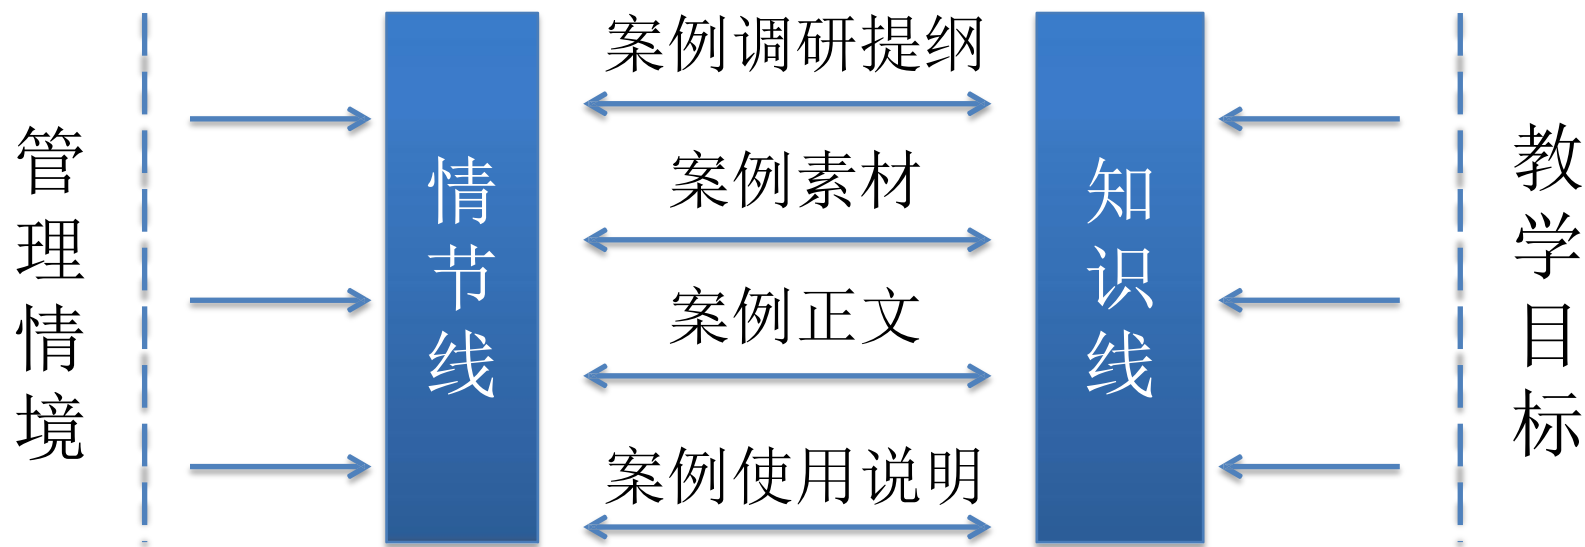 管理情境
情节线
案例调研提纲
案例素材
案例正文
案例使用说明
知识线
教学目标